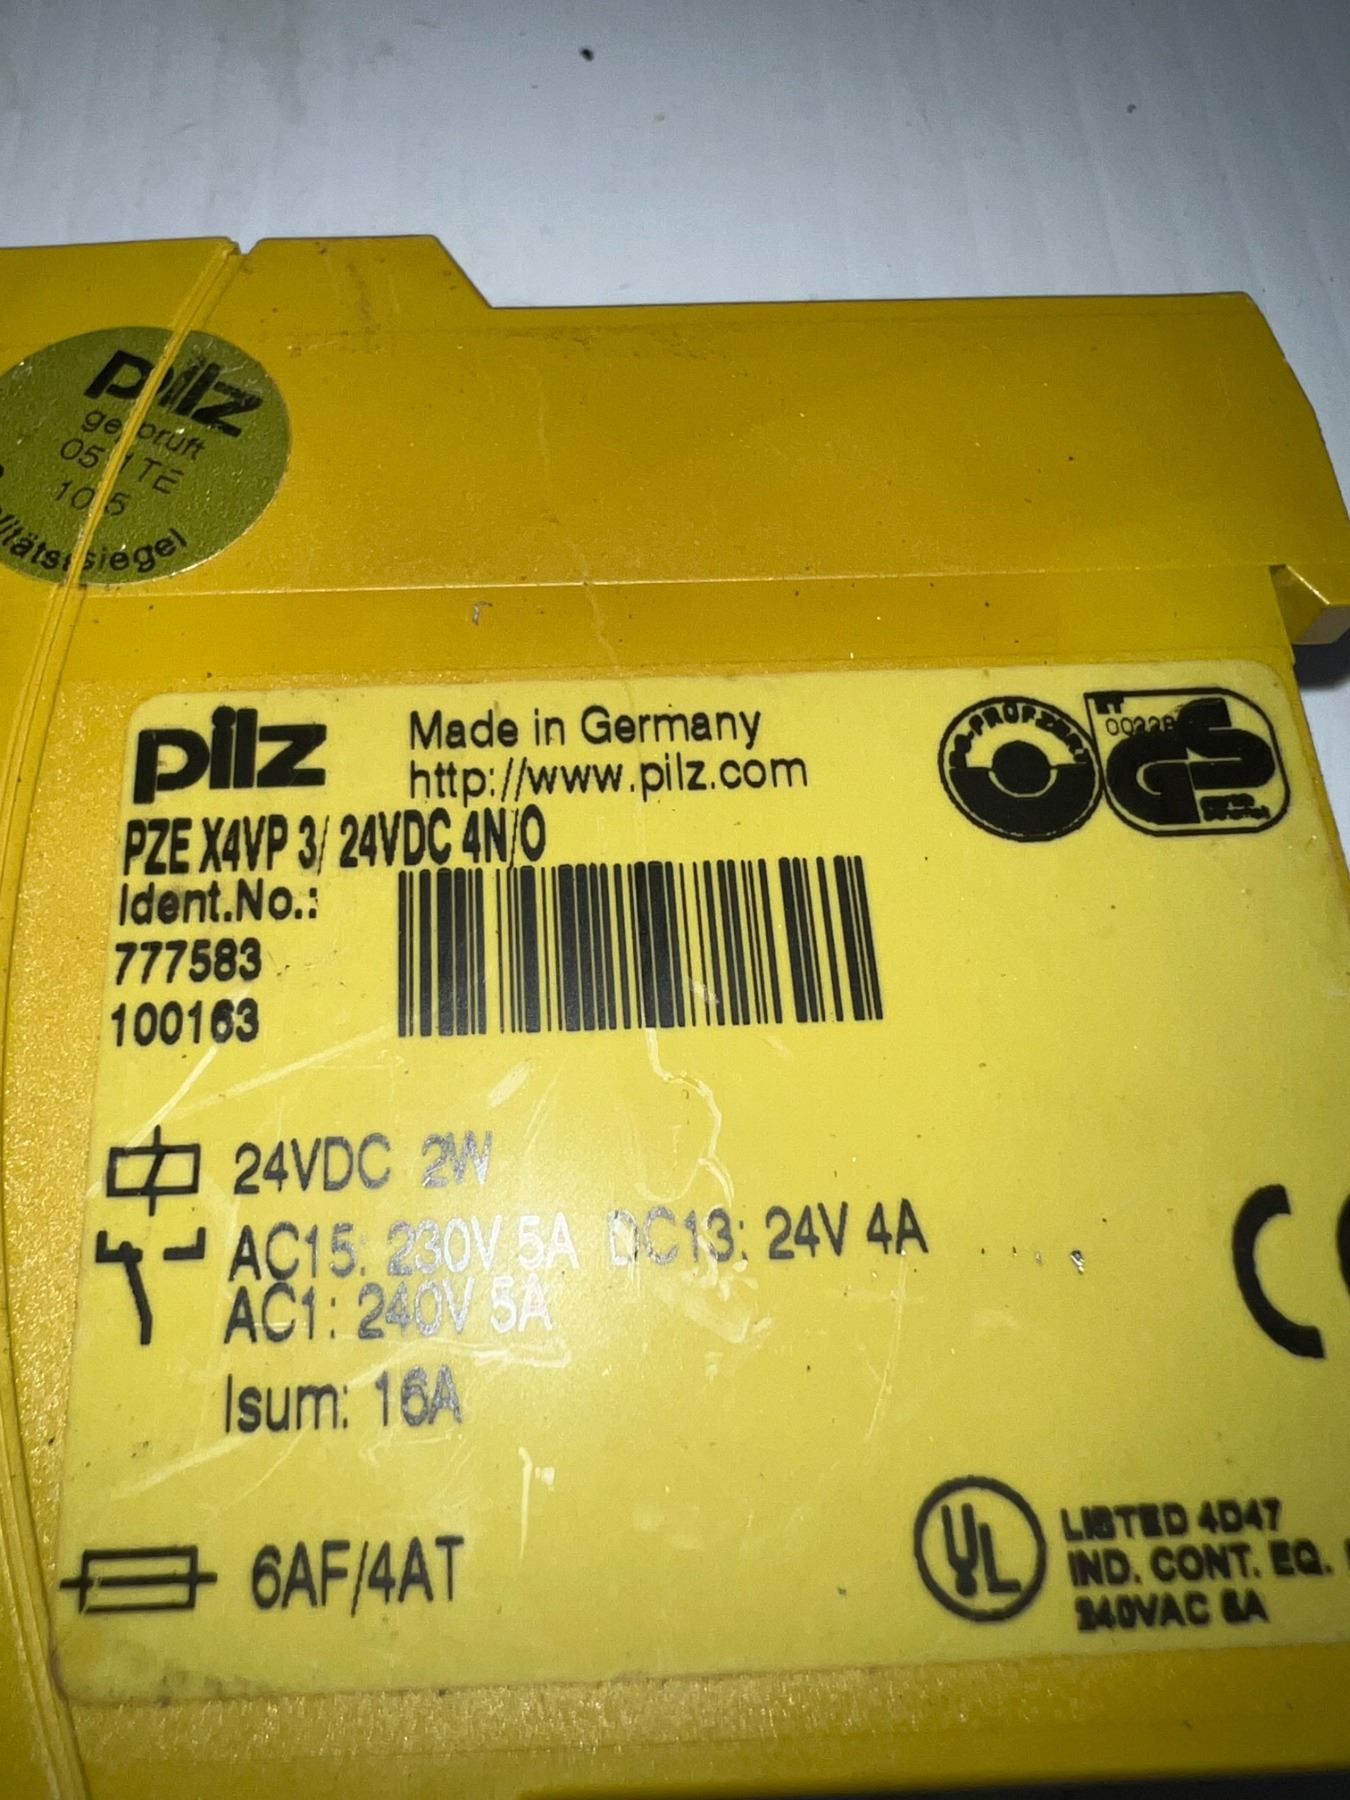 pilz
geprüft
TE
pilz
Made in Germany
http://www.pilz.com
PZE X4VP 3/ 24VDC 4N/O
Ident.No.:
777583
100163
GS
24VDC 2W
AC15: 230V 5A DC13: 24V 4A
AC1: 240V 5A
Isum: 16A
6AF/4AT
UL
LISTED 4D47
IND. CONT. EQ.
240VAC